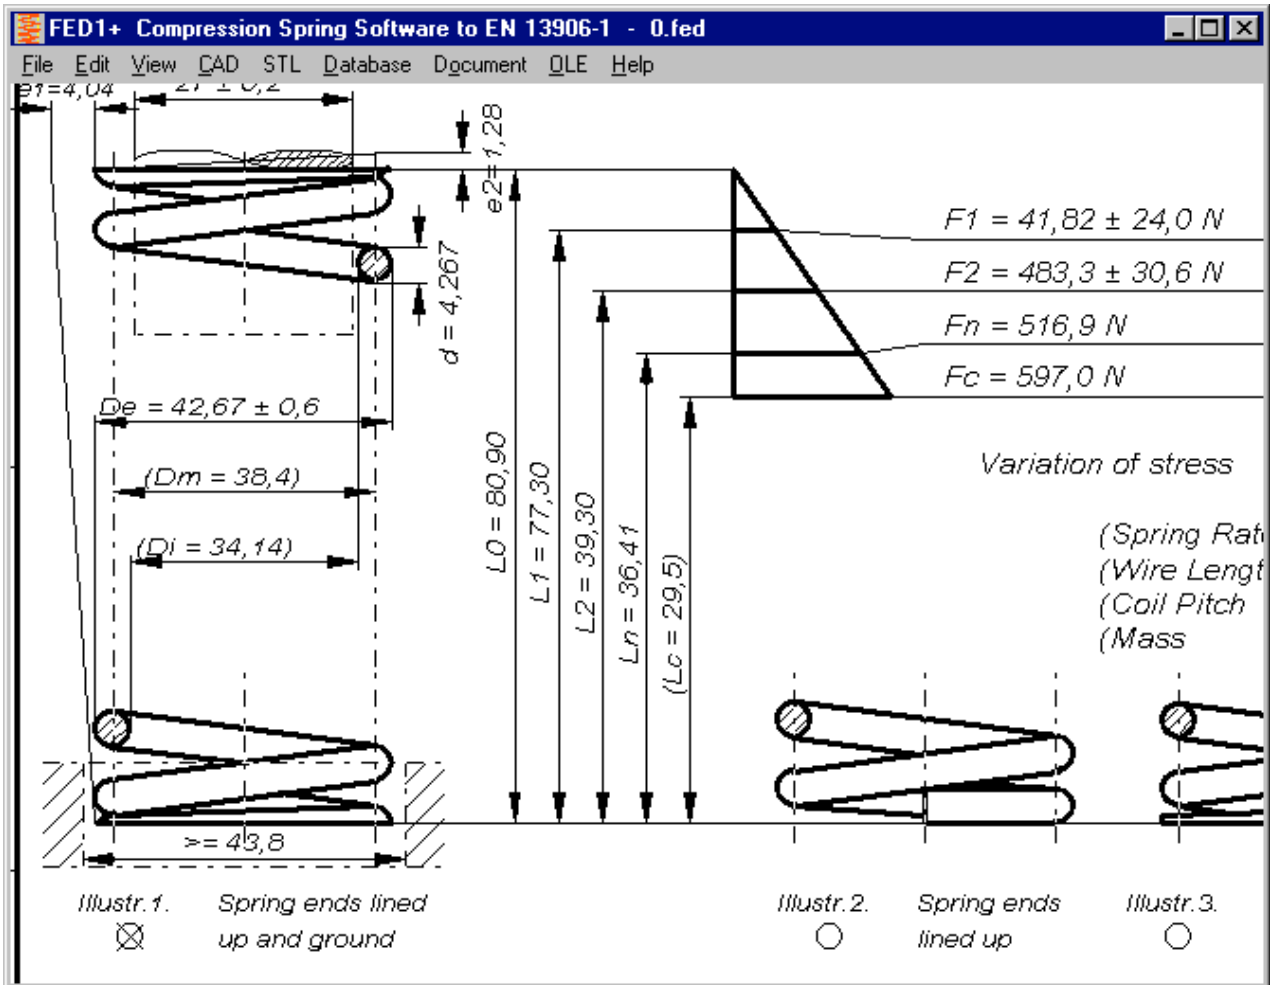 FED1+ Compression Spring Software to EN 13906-1 - 0.fed
File Edit View CAD STL Database Document OLE Help
e1=4,04
27 ± 0,2
e2=1,28
d = 4,267
F1 = 41,82 ± 24,0 N
F2 = 483,3 ± 30,6 N
Fn = 516,9 N
Fc = 597,0 N
De = 42,67 ± 0,6
(Dm = 38,4)
(Di = 34,14)
L0 = 80,90
L1 = 77,30
L2 = 39,30
Ln = 36,41
(Lc = 29,5)
Variation of stress
(Spring Rat
(Wire Lengt
(Coil Pitch
(Mass
>= 43,8
Illustr.1. Spring ends lined
up and ground
Illustr.2. Spring ends
lined up
Illustr.3.